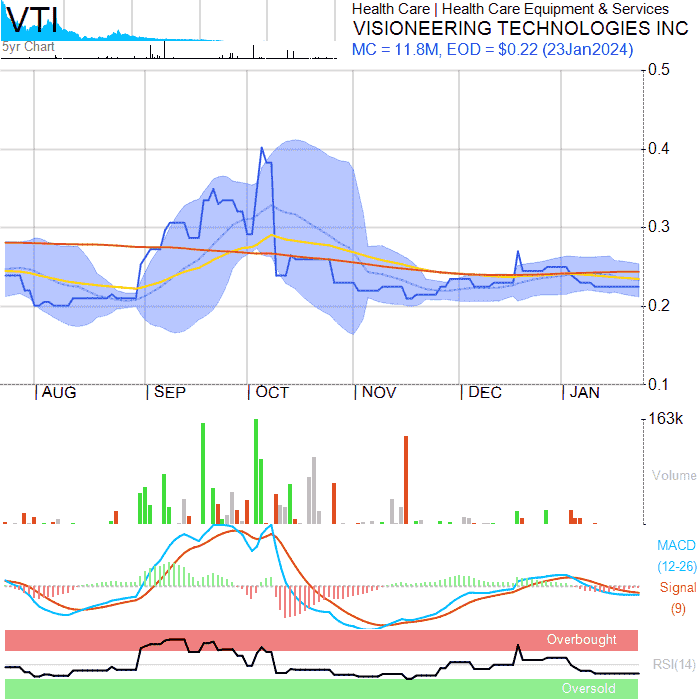 VTI
5yr Chart
Health Care | Health Care Equipment & Services
VISIONEERING TECHNOLOGIES INC
MC = 11.8M, EOD = $0.22 (23Jan2024)
0.5
0.4
0.3
0.2
0.1
AUG SEP OCT NOV DEC JAN
163k
Volume
MACD
(12-26)
Signal
(9)
Overbought
RSI(14)
Oversold